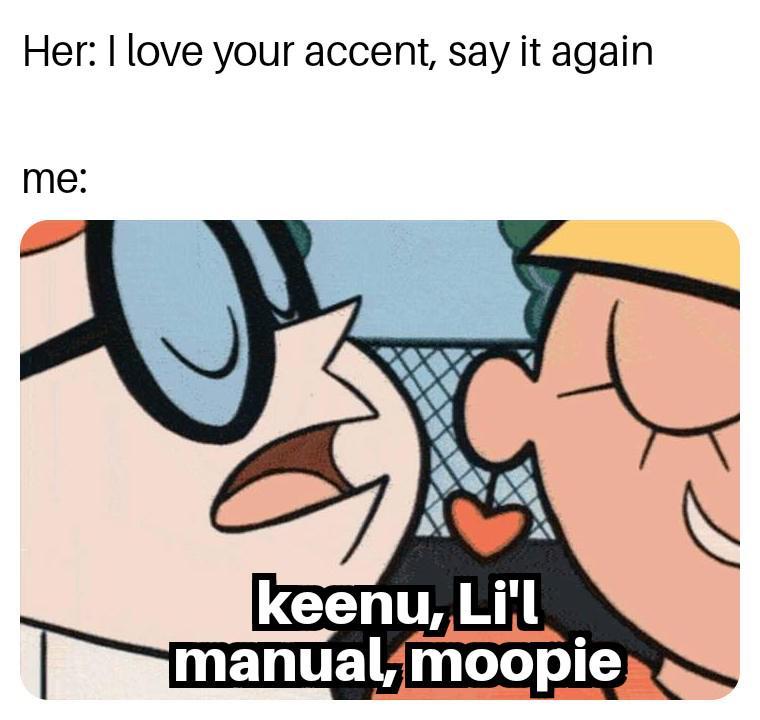 Her: I love your accent, say it again
me:
keenu, Li'l
manual, moopie